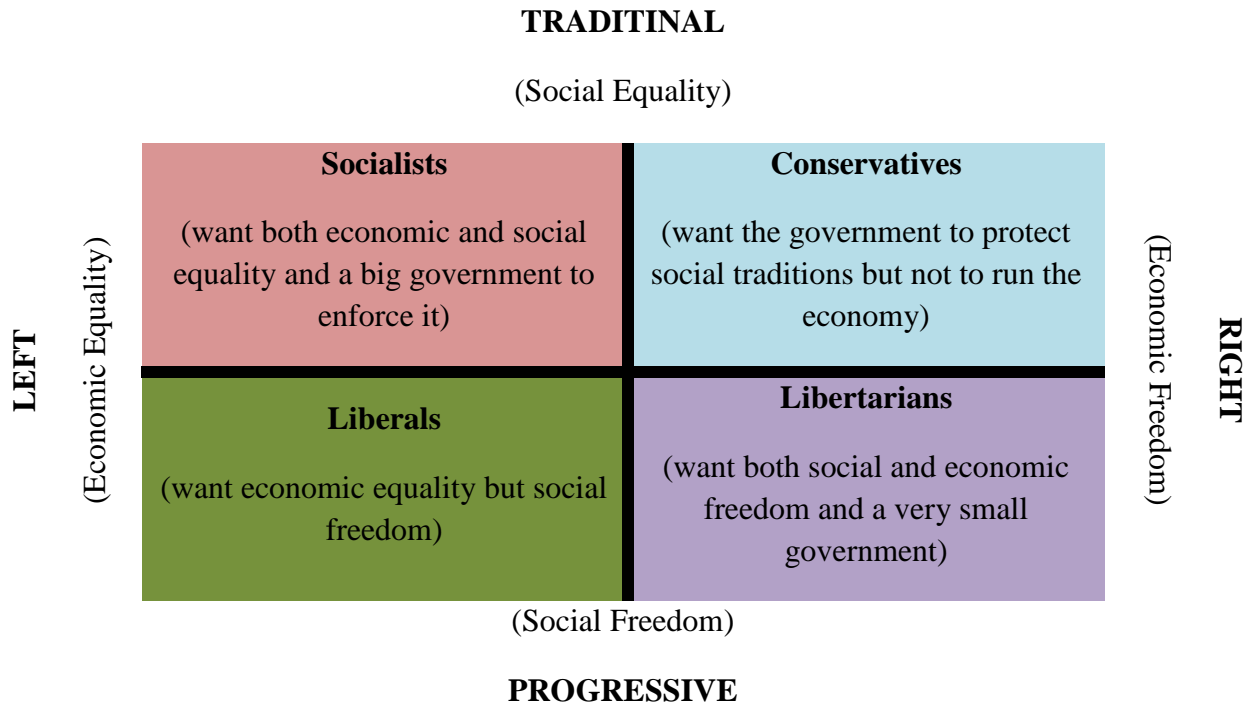 TRADITINAL
(Social Equality)
Socialists
(want both economic and social
equality and a big government to
enforce it)
Conservatives
(want the government to protect
social traditions but not to run the
economy)
LEFT
(Economic Equality)
(Economic Freedom)
RIGHT
Liberals
(want economic equality but social
freedom)
Libertarians
(want both social and economic
freedom and a very small
government)
(Social Freedom)
PROGRESSIVE